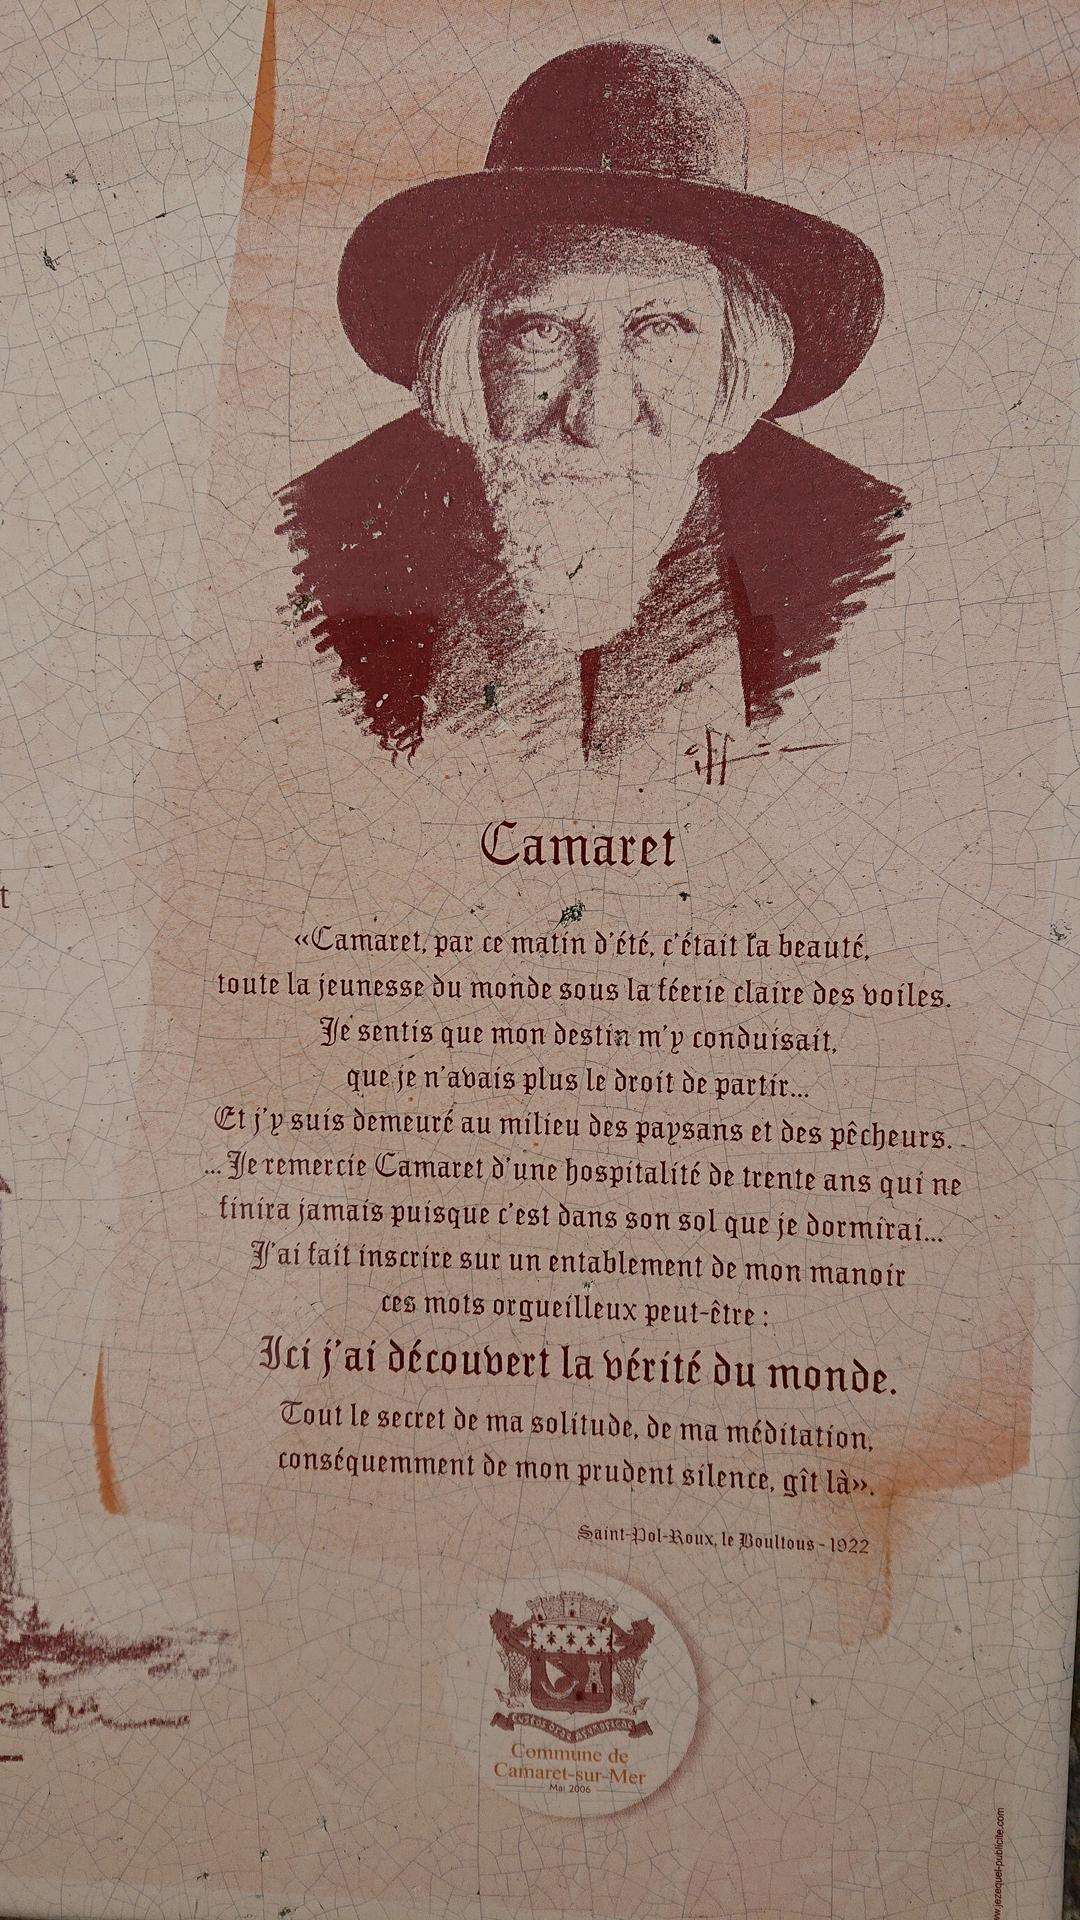 Camaret
«Camaret, par ce matin d'été, c'était la beauté,
toute la jeunesse du monde sous la féerie claire des voiles.
Je sentis que mon destin m'y conduisait,
que je n'avais plus le droit de partir...
Et j'y suis demeuré au milieu des paysans et des pêcheurs.
... Je remercie Camaret d'une hospitalité de trente ans qui ne
finira jamais puisque c'est dans son sol que je dormirai...
J'ai fait inscrire sur un entablement de mon manoir
ces mots orgueilleux peut-être :
Ici j'ai découvert la vérité du monde.
Tout le secret de ma solitude, de ma méditation,
conséquemment de mon prudent silence, gît là».
Saint-Pol-Roux, le Boultous - 1922
Custos orae Armoricae
Commune de
Camaret-sur-Mer
Mai 2006
t
w.jezequel-publicite.com